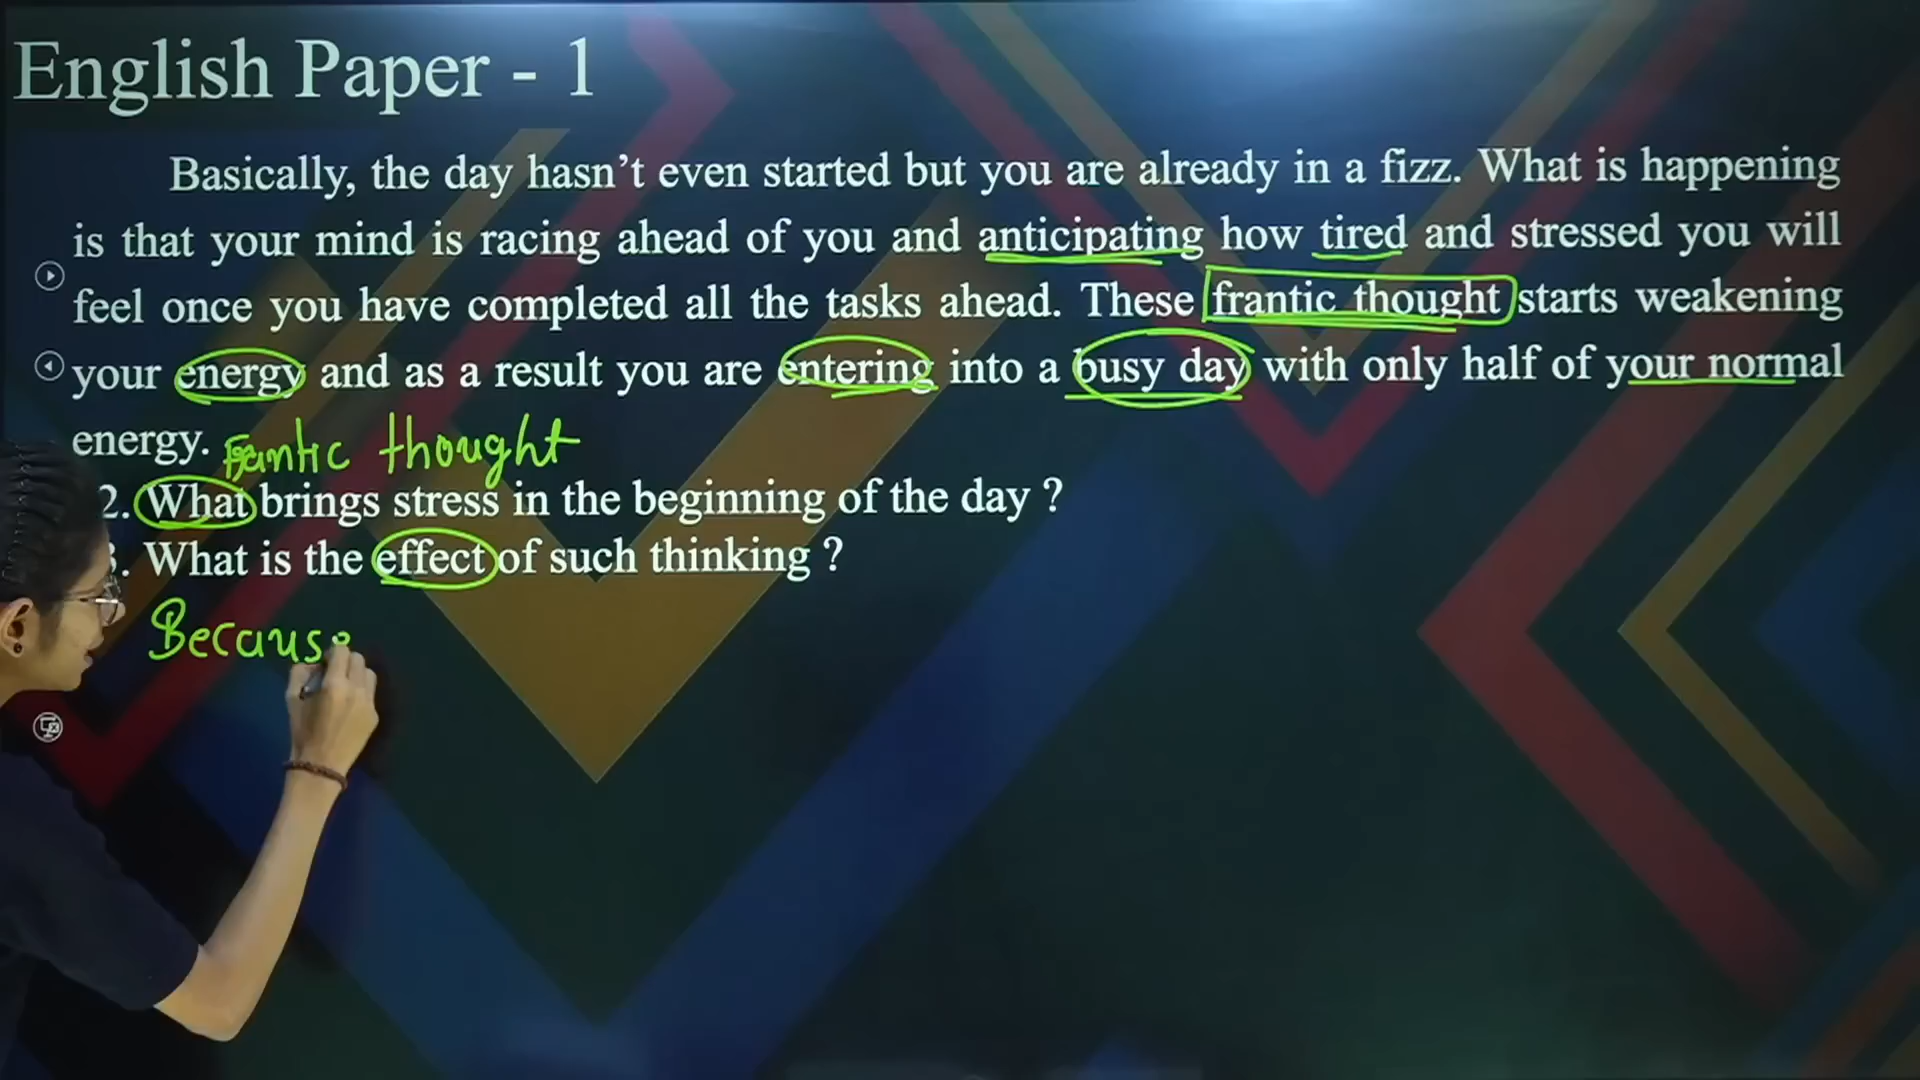 English Paper - 1
Basically, the day hasn’t even started but you are already in a fizz. What is happening
is that your mind is racing ahead of you and anticipating how tired and stressed you will
feel once you have completed all the tasks ahead. These frantic thought starts weakening
your energy and as a result you are entering into a busy day with only half of your normal
energy.
thought
2. What brings stress in the beginning of the day ?
. What is the effect of such thinking ?
Because